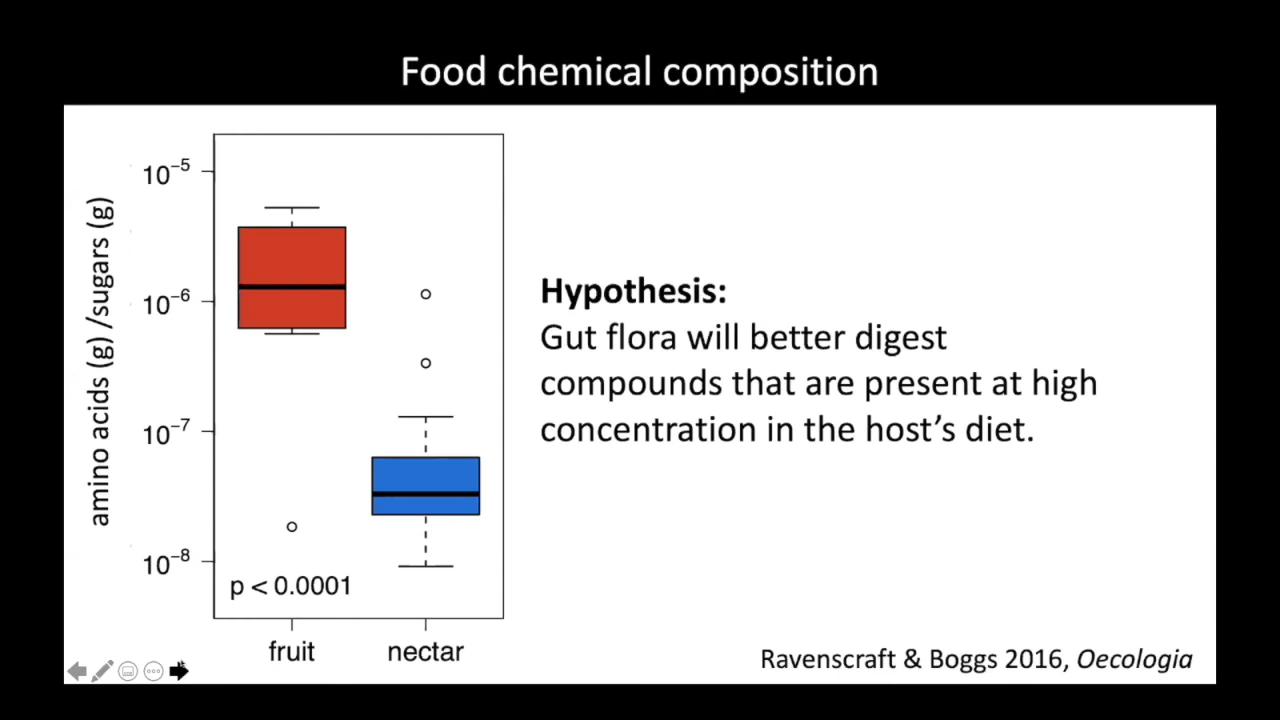 Food chemical composition
amino acids (g) /sugars (g)
10⁻⁵
10⁻⁶
10⁻⁷
10⁻⁸
p < 0.0001
fruit
nectar
Hypothesis:
Gut flora will better digest
compounds that are present at high
concentration in the host’s diet.
Ravenscraft & Boggs 2016, Oecologia